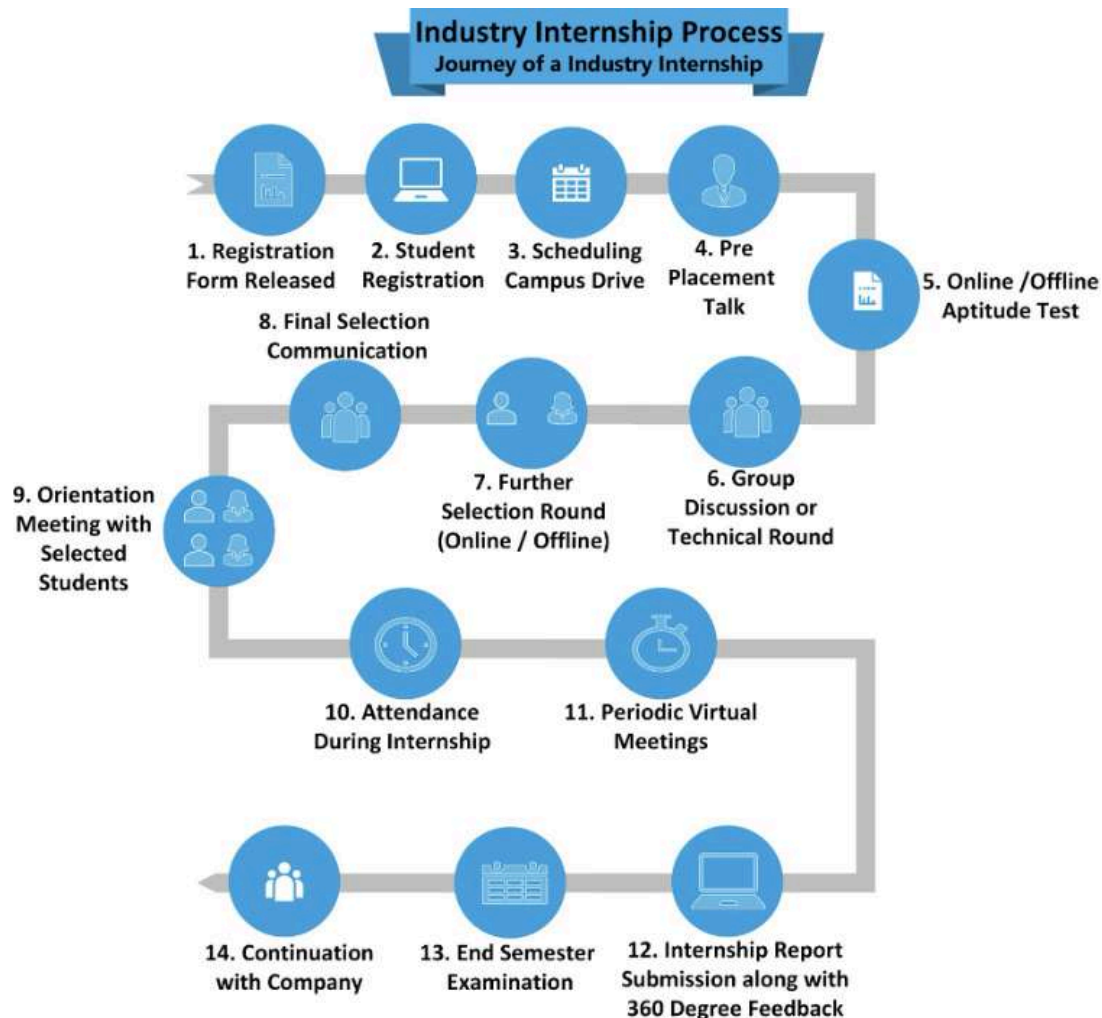 Industry Internship Process
Journey of a Industry Internship
1. Registration
Form Released
2. Student
Registration
3. Scheduling
Campus Drive
4. Pre
Placement
Talk
5. Online /Offline
Aptitude Test
6. Group
Discussion or
Technical Round
7. Further
Selection Round
(Online / Offline)
8. Final Selection
Communication
9. Orientation
Meeting with
Selected
Students
10. Attendance
During Internship
11. Periodic Virtual
Meetings
12. Internship Report
Submission along with
360 Degree Feedback
13. End Semester
Examination
14. Continuation
with Company